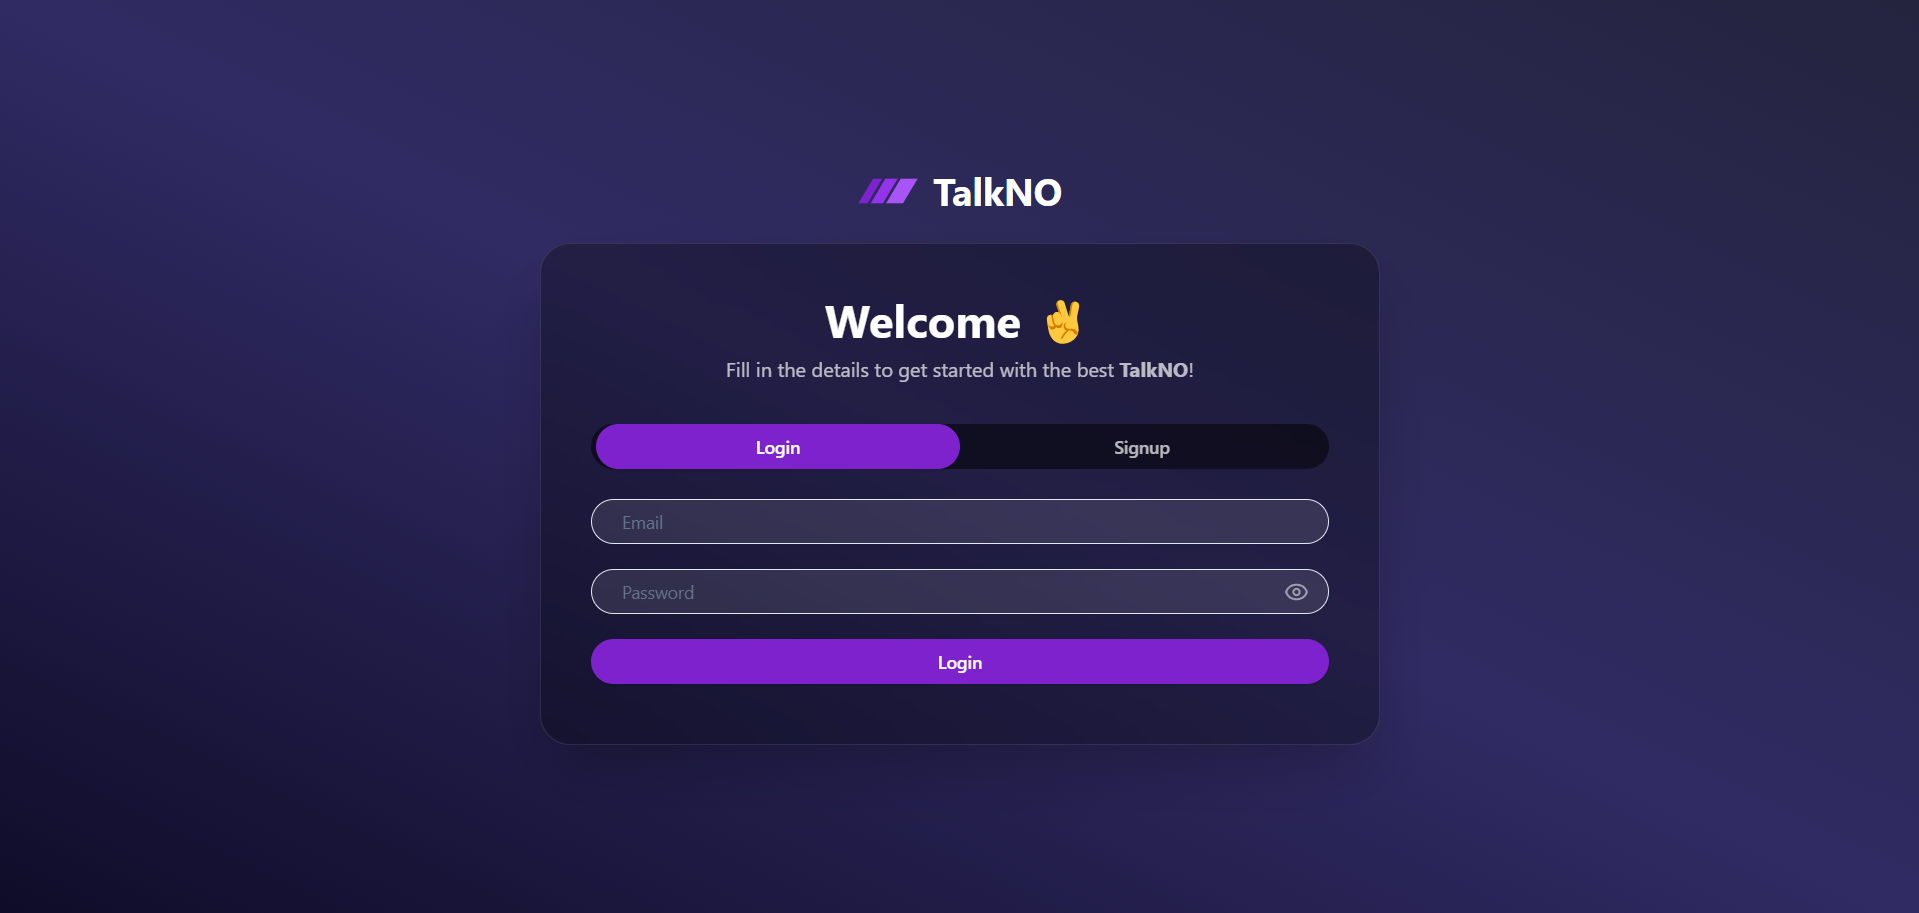 TalkNO
Welcome ✌
Fill in the details to get started with the best TalkNO!
Login
Signup
Email
Password
Login